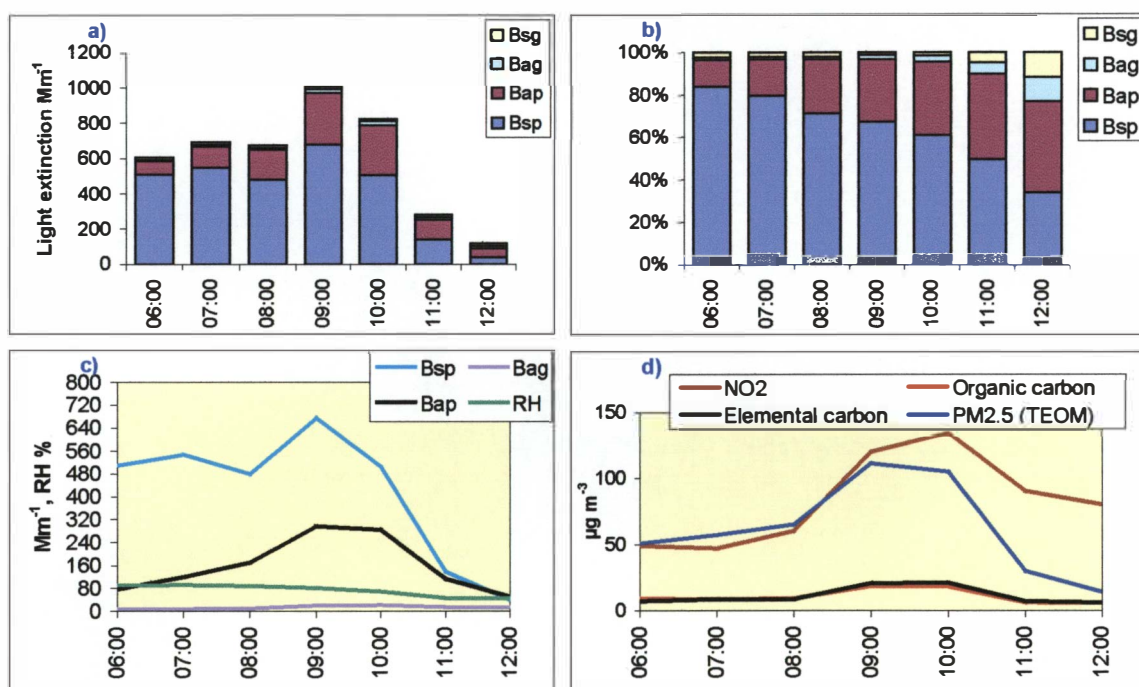 a)
Bsg
Bag
Bap
Bsp
Light extinction Mm-1
1200
1000
800
600
400
200
0
06:00
07:00
08:00
09:00
10:00
11:00
12:00
b)
Bsg
Bag
Bap
Bsp
100%
80%
60%
40%
20%
0%
06:00
07:00
08:00
09:00
10:00
11:00
12:00
c)
Bsp Bag
Bap RH
Mm-1, RH %
800
720
640
560
480
400
320
240
160
80
0
06:00
07:00
08:00
09:00
10:00
11:00
12:00
d)
NO2 Organic carbon
Elemental carbon PM2.5 (TEOM)
µg m-3
150
100
50
0
06:00
07:00
08:00
09:00
10:00
11:00
12:00